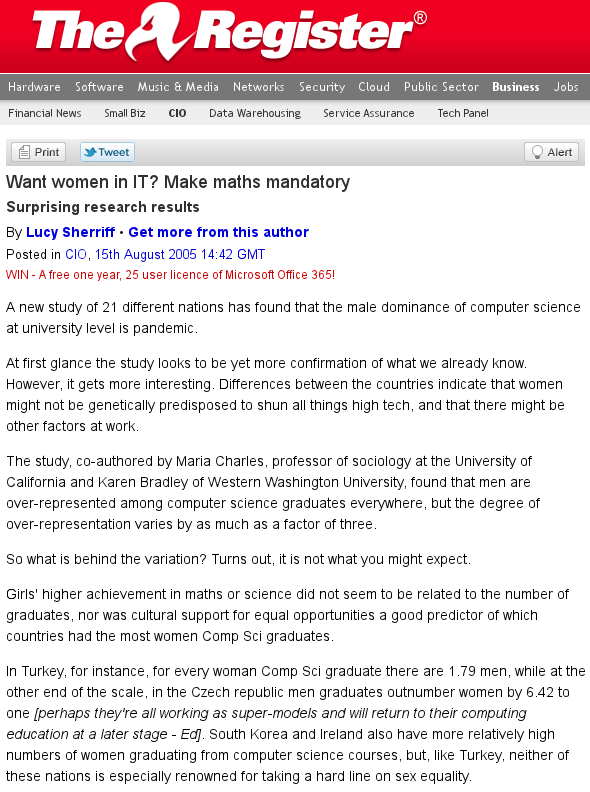 The Register®
Hardware Software Music & Media Networks Security Cloud Public Sector Business Jobs
Financial News Small Biz CIO Data Warehousing Service Assurance Tech Panel
Print Tweet Alert
Want women in IT? Make maths mandatory
Surprising research results
By Lucy Sherriff • Get more from this author
Posted in CIO, 15th August 2005 14:42 GMT
WIN - A free one year, 25 user licence of Microsoft Office 365!
A new study of 21 different nations has found that the male dominance of computer science
at university level is pandemic.
At first glance the study looks to be yet more confirmation of what we already know.
However, it gets more interesting. Differences between the countries indicate that women
might not be genetically predisposed to shun all things high tech, and that there might be
other factors at work.
The study, co-authored by Maria Charles, professor of sociology at the University of
California and Karen Bradley of Western Washington University, found that men are
over-represented among computer science graduates everywhere, but the degree of
over-representation varies by as much as a factor of three.
So what is behind the variation? Turns out, it is not what you might expect.
Girls' higher achievement in maths or science did not seem to be related to the number of
graduates, nor was cultural support for equal opportunities a good predictor of which
countries had the most women Comp Sci graduates.
In Turkey, for instance, for every woman Comp Sci graduate there are 1.79 men, while at the
other end of the scale, in the Czech republic men graduates outnumber women by 6.42 to
one [perhaps they're all working as super-models and will return to their computing
education at a later stage - Ed]. South Korea and Ireland also have more relatively high
numbers of women graduating from computer science courses, but, like Turkey, neither of
these nations is especially renowned for taking a hard line on sex equality.